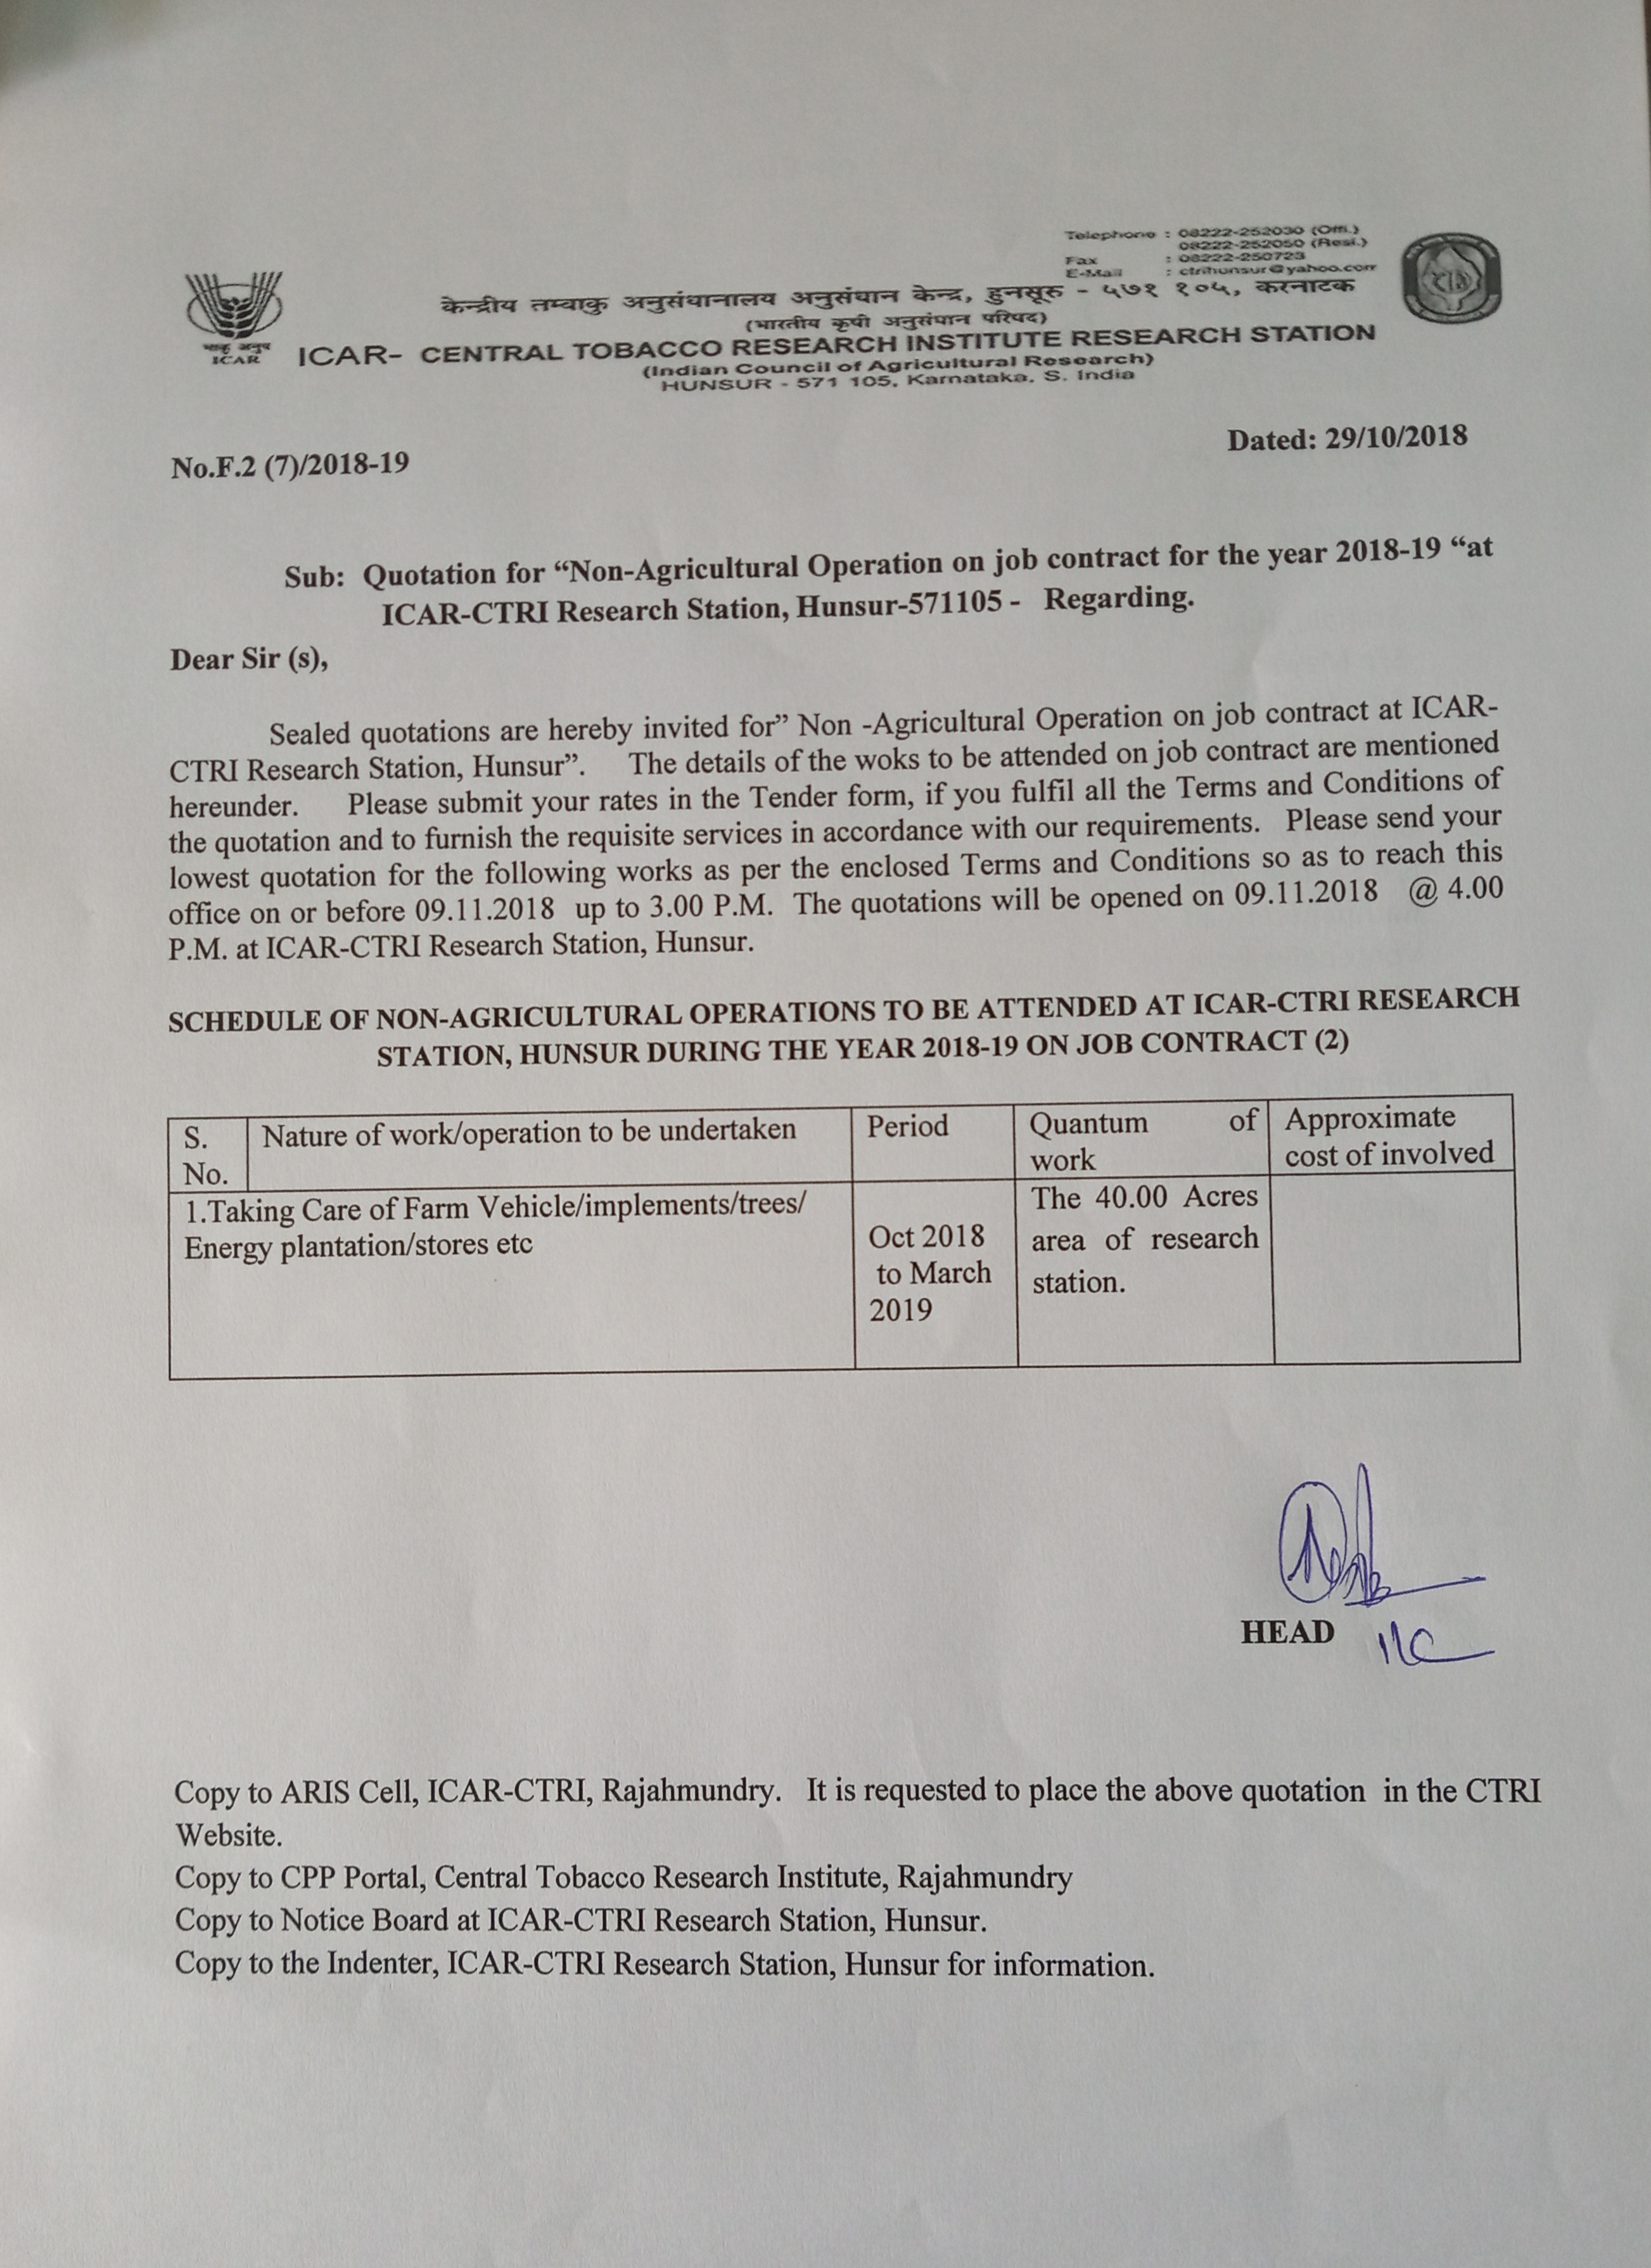 Telephone : 08222-252030 (Offi.)
08222-252050 (Resi.)
Fax : 08222-250723
E-Mail : ctrihunsur@yahoo.com
केन्द्रीय तम्बाकु अनुसंधानालय अनुसंधान केन्द्र, हुनसूरु - ५७१ १०५, करनाटक
(भारतीय कृषी अनुसंधान परिषद)
ICAR
ICAR- CENTRAL TOBACCO RESEARCH INSTITUTE RESEARCH STATION
(Indian Council of Agricultural Research)
HUNSUR - 571 105, Karnataka, S. India
No.F.2 (7)/2018-19
Dated: 29/10/2018
Sub: Quotation for “Non-Agricultural Operation on job contract for the year 2018-19 “at
ICAR-CTRI Research Station, Hunsur-571105 - Regarding.
Dear Sir (s),
Sealed quotations are hereby invited for” Non -Agricultural Operation on job contract at ICAR-
CTRI Research Station, Hunsur”. The details of the woks to be attended on job contract are mentioned
hereunder. Please submit your rates in the Tender form, if you fulfil all the Terms and Conditions of
the quotation and to furnish the requisite services in accordance with our requirements. Please send your
lowest quotation for the following works as per the enclosed Terms and Conditions so as to reach this
office on or before 09.11.2018 up to 3.00 P.M. The quotations will be opened on 09.11.2018 @ 4.00
P.M. at ICAR-CTRI Research Station, Hunsur.
SCHEDULE OF NON-AGRICULTURAL OPERATIONS TO BE ATTENDED AT ICAR-CTRI RESEARCH
STATION, HUNSUR DURING THE YEAR 2018-19 ON JOB CONTRACT (2)
S. No.
Nature of work/operation to be undertaken
Period
Quantum of
work
Approximate
cost of involved
1.Taking Care of Farm Vehicle/implements/trees/
Energy plantation/stores etc
Oct 2018
to March
2019
The 40.00 Acres
area of research
station.
HEAD
Copy to ARIS Cell, ICAR-CTRI, Rajahmundry. It is requested to place the above quotation in the CTRI
Website.
Copy to CPP Portal, Central Tobacco Research Institute, Rajahmundry
Copy to Notice Board at ICAR-CTRI Research Station, Hunsur.
Copy to the Indenter, ICAR-CTRI Research Station, Hunsur for information.